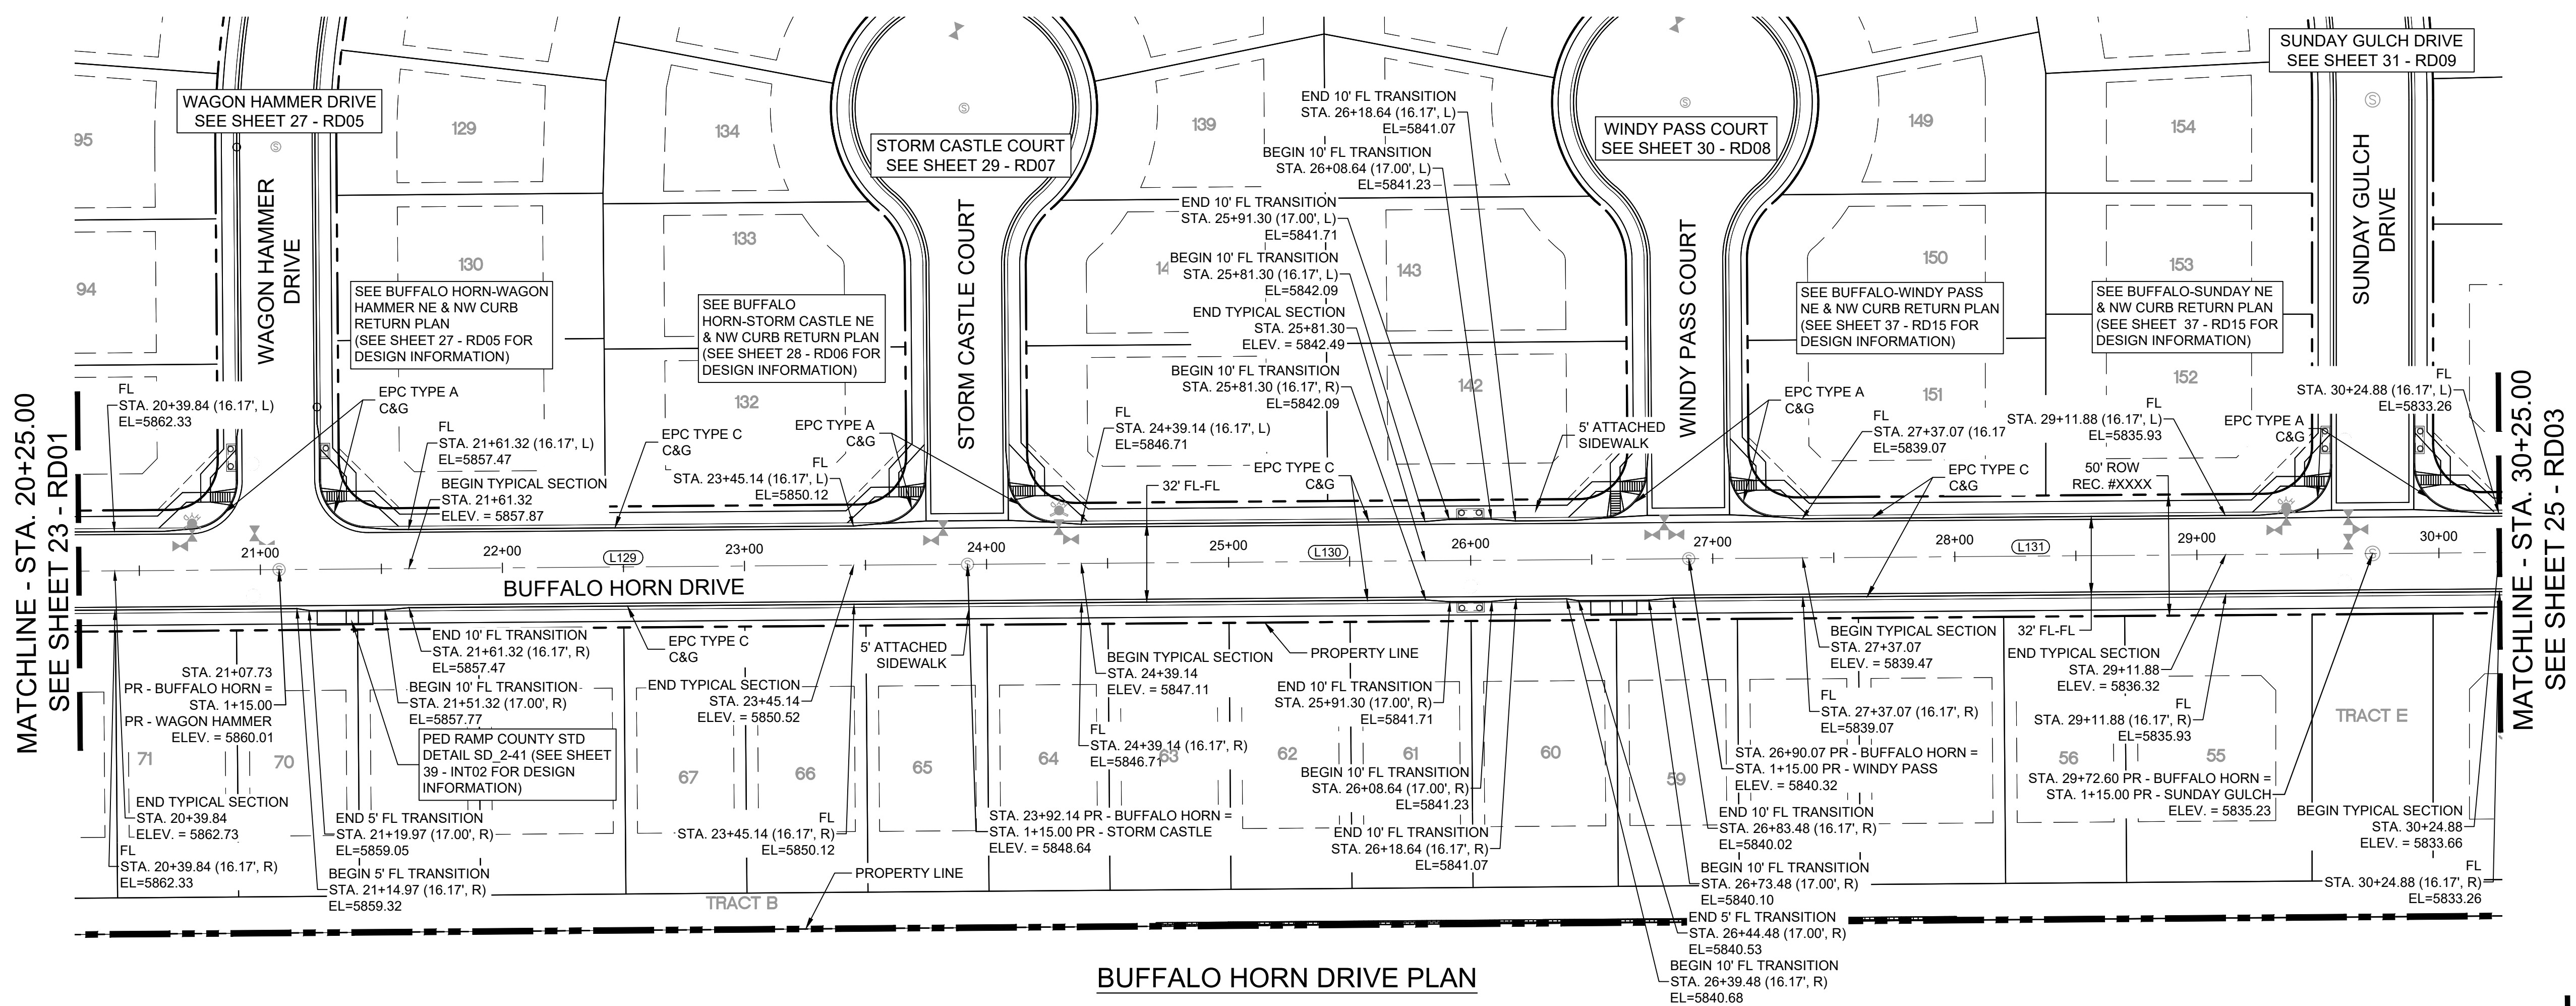 SUNDAY GULCH DRIVE
SEE SHEET 31 - RD09
WAGON HAMMER DRIVE
SEE SHEET 27 - RD05
STORM CASTLE COURT
SEE SHEET 29 - RD07
WINDY PASS COURT
SEE SHEET 30 - RD08
95
129
134
139
149
154
94
130
133
143
150
153
132
142
151
152
WAGON HAMMER
DRIVE
STORM CASTLE COURT
WINDY PASS COURT
SUNDAY GULCH
DRIVE
END 10' FL TRANSITION
STA. 26+18.64 (16.17', L)
EL=5841.07
BEGIN 10' FL TRANSITION
STA. 26+08.64 (17.00', L)
EL=5841.23
END 10' FL TRANSITION
STA. 25+91.30 (17.00', L)
EL=5841.71
BEGIN 10' FL TRANSITION
STA. 25+81.30 (16.17', L)
EL=5842.09
END TYPICAL SECTION
STA. 25+81.30
ELEV. = 5842.49
BEGIN 10' FL TRANSITION
STA. 25+81.30 (16.17', R)
EL=5842.09
SEE BUFFALO HORN-WAGON
HAMMER NE & NW CURB
RETURN PLAN
(SEE SHEET 27 - RD05 FOR
DESIGN INFORMATION)
SEE BUFFALO
HORN-STORM CASTLE NE
& NW CURB RETURN PLAN
(SEE SHEET 28 - RD06 FOR
DESIGN INFORMATION)
SEE BUFFALO-WINDY PASS
NE & NW CURB RETURN PLAN
(SEE SHEET 37 - RD15 FOR
DESIGN INFORMATION)
SEE BUFFALO-SUNDAY NE
& NW CURB RETURN PLAN
(SEE SHEET 37 - RD15 FOR
DESIGN INFORMATION)
MATCHLINE - STA. 20+25.00
SEE SHEET 23 - RD01
FL
STA. 20+39.84 (16.17', L)
EL=5862.33
EPC TYPE A
C&G
FL
STA. 21+61.32 (16.17', L)
EL=5857.47
BEGIN TYPICAL SECTION
STA. 21+61.32
ELEV. = 5857.87
EPC TYPE C
C&G
FL
STA. 23+45.14 (16.17', L)
EL=5850.12
EPC TYPE A
C&G
FL
STA. 24+39.14 (16.17', L)
EL=5846.71
32' FL-FL
EPC TYPE C
C&G
5' ATTACHED
SIDEWALK
EPC TYPE A
C&G
FL
STA. 27+37.07 (16.17
EL=5839.07
EPC TYPE C
C&G
FL
STA. 29+11.88 (16.17', L)
EL=5835.93
50' ROW
REC. #XXXX
EPC TYPE A
C&G
FL
STA. 30+24.88 (16.17', L)
EL=5833.26
MATCHLINE - STA. 30+25.00
SEE SHEET 25 - RD03
21+00
22+00
L129
23+00
24+00
25+00
L130
26+00
27+00
28+00
L131
29+00
30+00
BUFFALO HORN DRIVE
STA. 21+07.73
PR - BUFFALO HORN =
STA. 1+15.00
PR - WAGON HAMMER
ELEV. = 5860.01
END 10' FL TRANSITION
STA. 21+61.32 (16.17', R)
EL=5857.47
BEGIN 10' FL TRANSITION
STA. 21+51.32 (17.00', R)
EL=5857.77
PED RAMP COUNTY STD
DETAIL SD_2-41 (SEE SHEET
39 - INT02 FOR DESIGN
INFORMATION)
EPC TYPE C
C&G
END TYPICAL SECTION
STA. 23+45.14
ELEV. = 5850.52
5' ATTACHED
SIDEWALK
BEGIN TYPICAL SECTION
STA. 24+39.14
ELEV. = 5847.11
FL
STA. 24+39.14 (16.17', R)
EL=5846.71
PROPERTY LINE
END 10' FL TRANSITION
STA. 25+91.30 (17.00', R)
EL=5841.71
BEGIN 10' FL TRANSITION
STA. 26+08.64 (17.00', R)
EL=5841.23
END 10' FL TRANSITION
STA. 26+18.64 (16.17', R)
EL=5841.07
BEGIN TYPICAL SECTION
STA. 27+37.07
ELEV. = 5839.47
FL
STA. 27+37.07 (16.17', R)
EL=5839.07
STA. 26+90.07 PR - BUFFALO HORN =
STA. 1+15.00 PR - WINDY PASS
ELEV. = 5840.32
END 10' FL TRANSITION
STA. 26+83.48 (16.17', R)
EL=5840.02
BEGIN 10' FL TRANSITION
STA. 26+73.48 (17.00', R)
EL=5840.10
END 5' FL TRANSITION
STA. 26+44.48 (17.00', R)
EL=5840.53
BEGIN 10' FL TRANSITION
STA. 26+39.48 (16.17', R)
EL=5840.68
32' FL-FL
END TYPICAL SECTION
STA. 29+11.88
ELEV. = 5836.32
FL
STA. 29+11.88 (16.17', R)
EL=5835.93
STA. 29+72.60 PR - BUFFALO HORN =
STA. 1+15.00 PR - SUNDAY GULCH
ELEV. = 5835.23
BEGIN TYPICAL SECTION
STA. 30+24.88
ELEV. = 5833.66
FL
STA. 30+24.88 (16.17', R)
EL=5833.26
71
70
67
66
65
64
63
62
61
60
59
56
55
TRACT E
END TYPICAL SECTION
STA. 20+39.84
ELEV. = 5862.73
FL
STA. 20+39.84 (16.17', R)
EL=5862.33
END 5' FL TRANSITION
STA. 21+19.97 (17.00', R)
EL=5859.05
BEGIN 5' FL TRANSITION
STA. 21+14.97 (16.17', R)
EL=5859.32
FL
STA. 23+45.14 (16.17', R)
EL=5850.12
STA. 23+92.14 PR - BUFFALO HORN =
STA. 1+15.00 PR - STORM CASTLE
ELEV. = 5848.64
PROPERTY LINE
TRACT B
BUFFALO HORN DRIVE PLAN